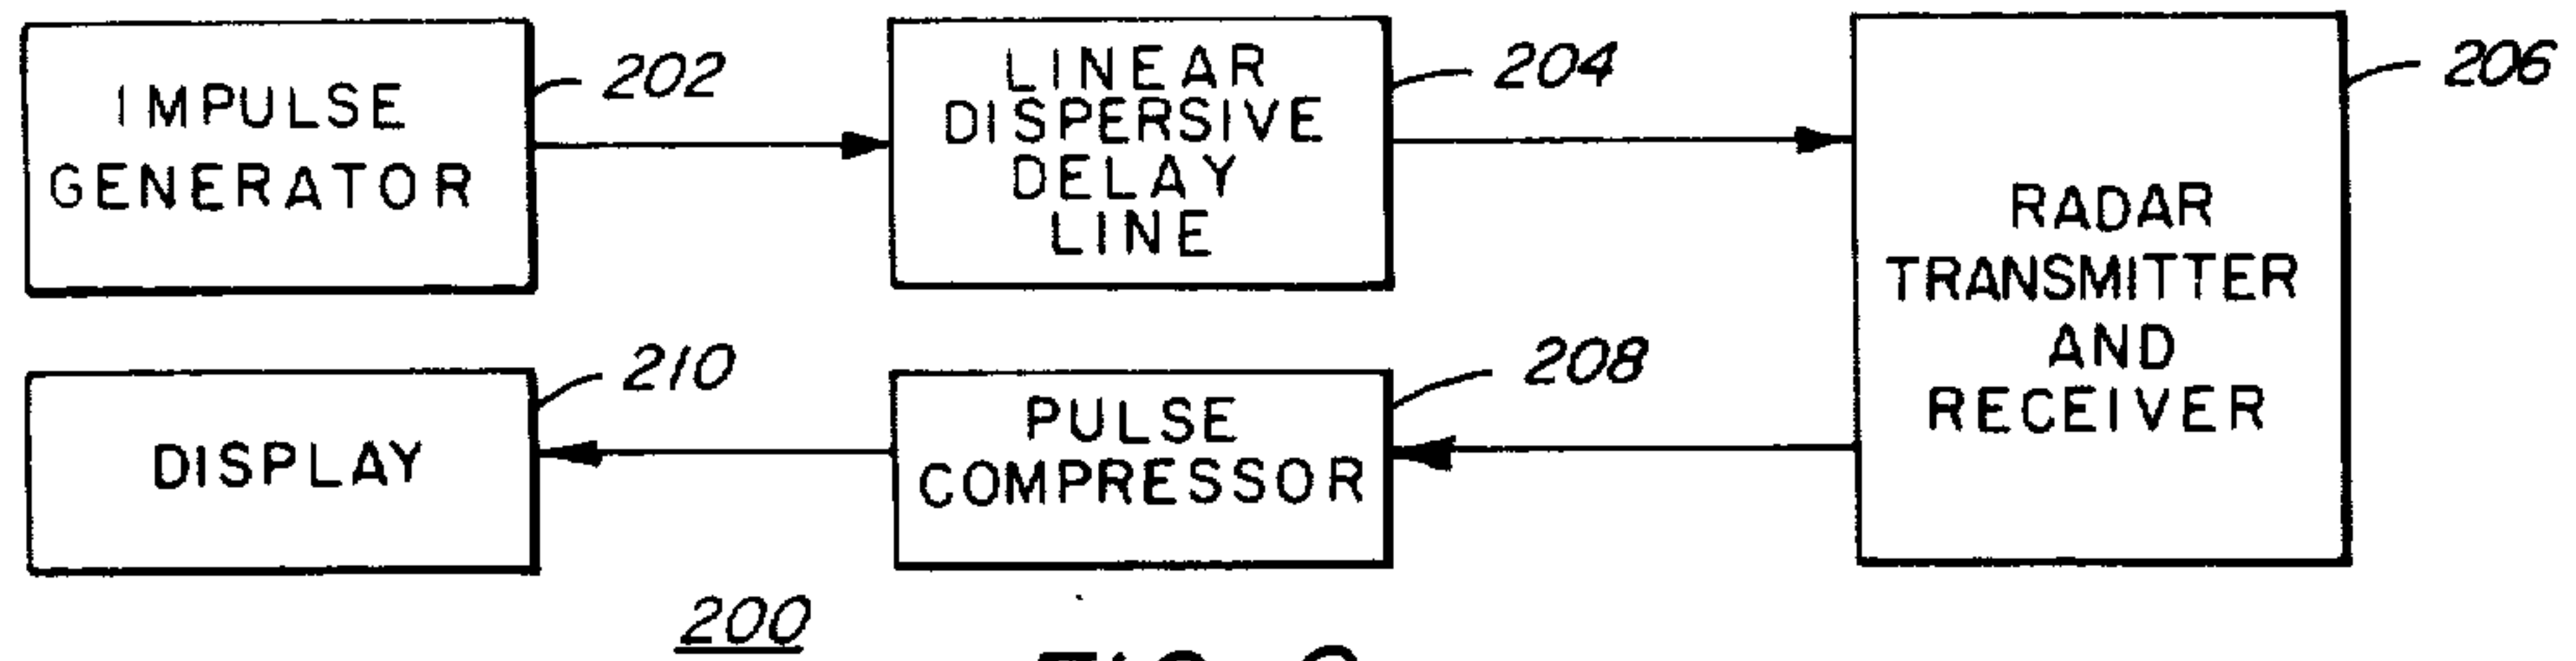 IMPULSE
GENERATOR
202
LINEAR
DISPERSIVE
DELAY
LINE
204
RADAR
TRANSMITTER
AND
RECEIVER
206
DISPLAY
210
PULSE
COMPRESSOR
208
200